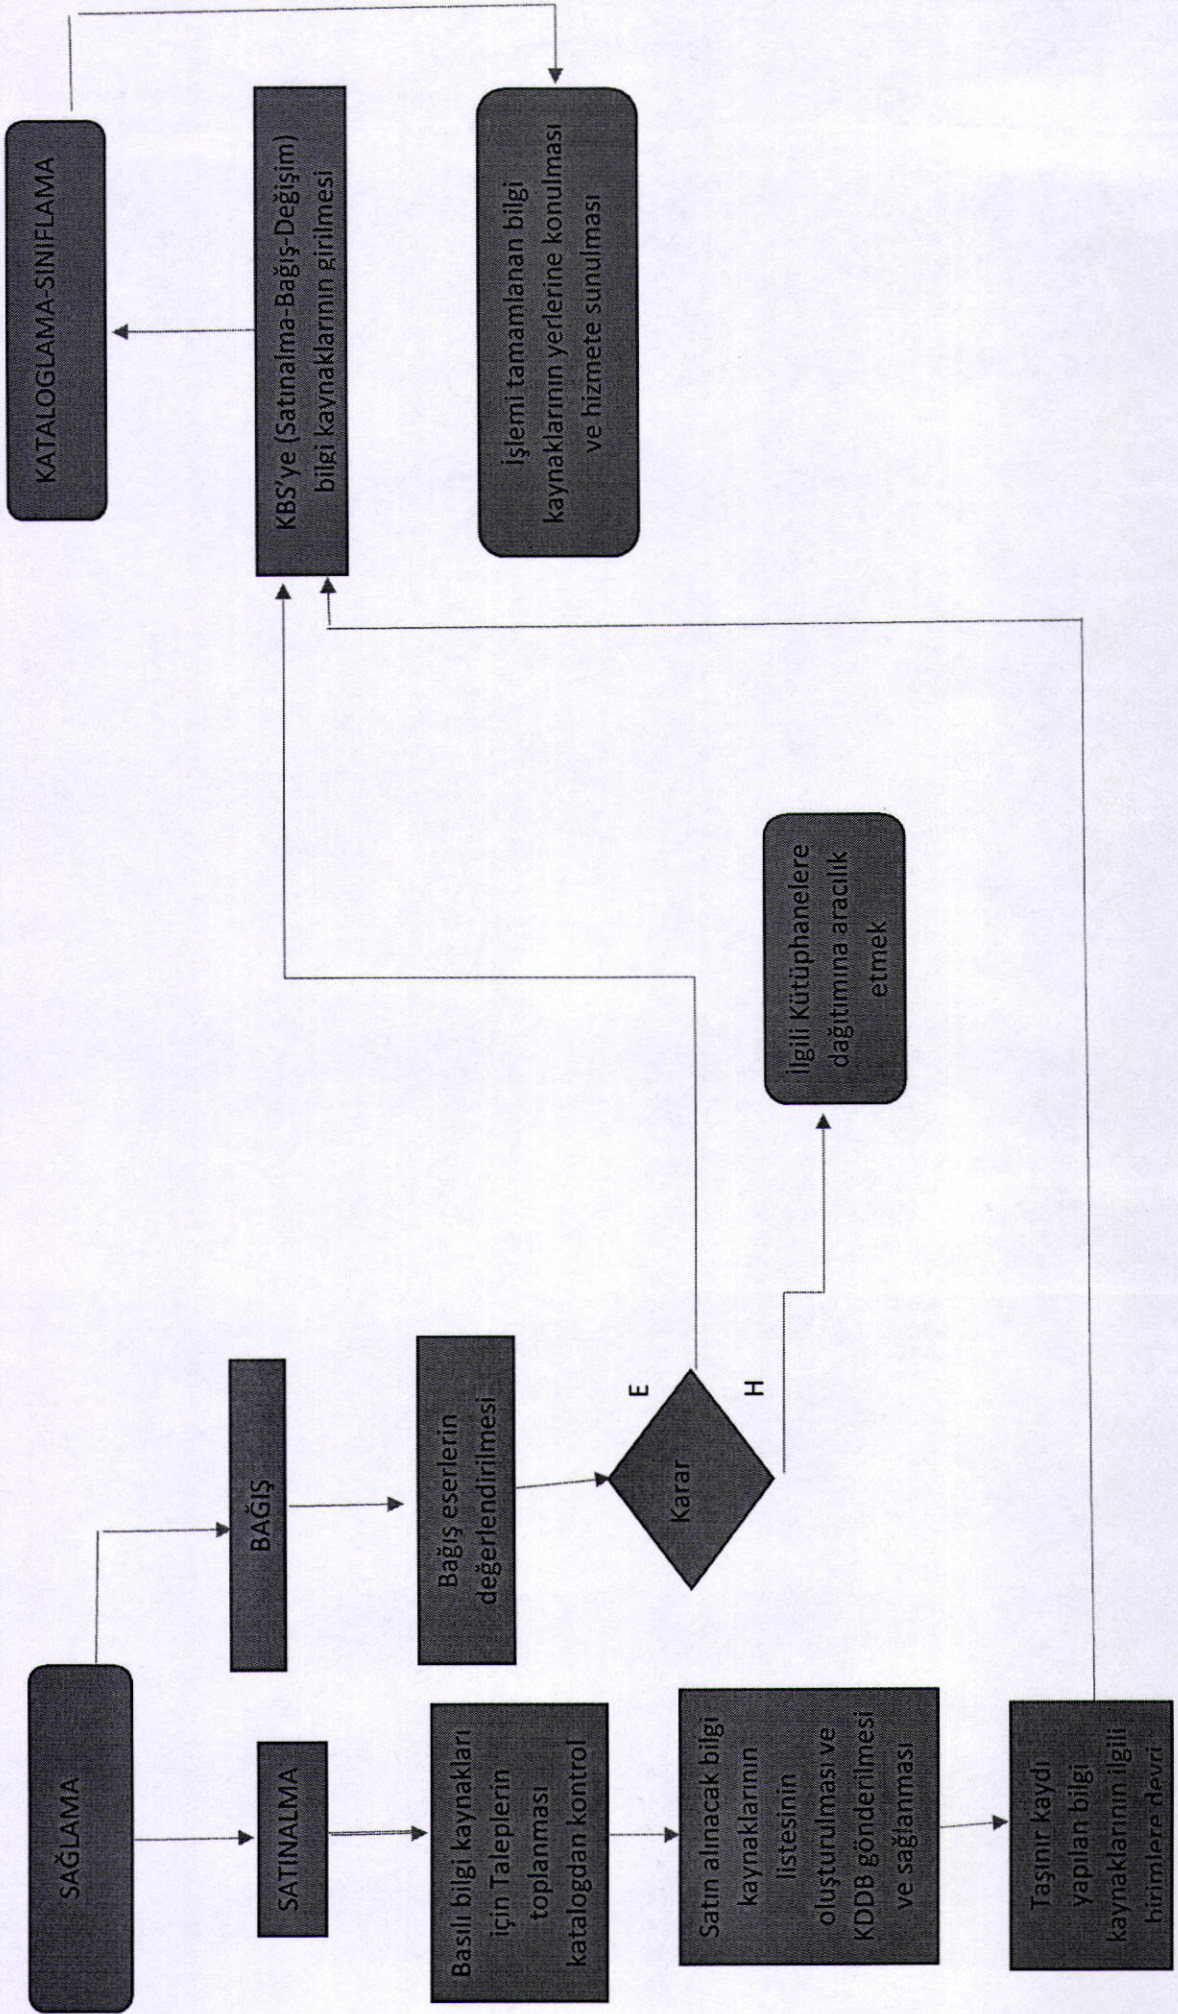 SAĞLAMA
SATINALMA
Basılı bilgi kaynakları
için Taleplerin
toplanması
katalogdan kontrol
Satın alınacak bilgi
kaynaklarının
listesinin
oluşturulması ve
KDDB gönderilmesi
ve sağlanması
Taşınır kaydı
yapılan bilgi
kaynaklarının ilgili
birimlere devri
BAĞIŞ
Bağış eserlerin
değerlendirilmesi
Karar
E
H
İlgili Kütüphanelere
dağıtımına aracılık
etmek
KBS'ye (Satınalma-Bağış-Değişim)
bilgi kaynaklarının girilmesi
KATALOGLAMA-SINIFLAMA
İşlemi tamamlanan bilgi
kaynaklarının yerlerine konulması
ve hizmete sunulması